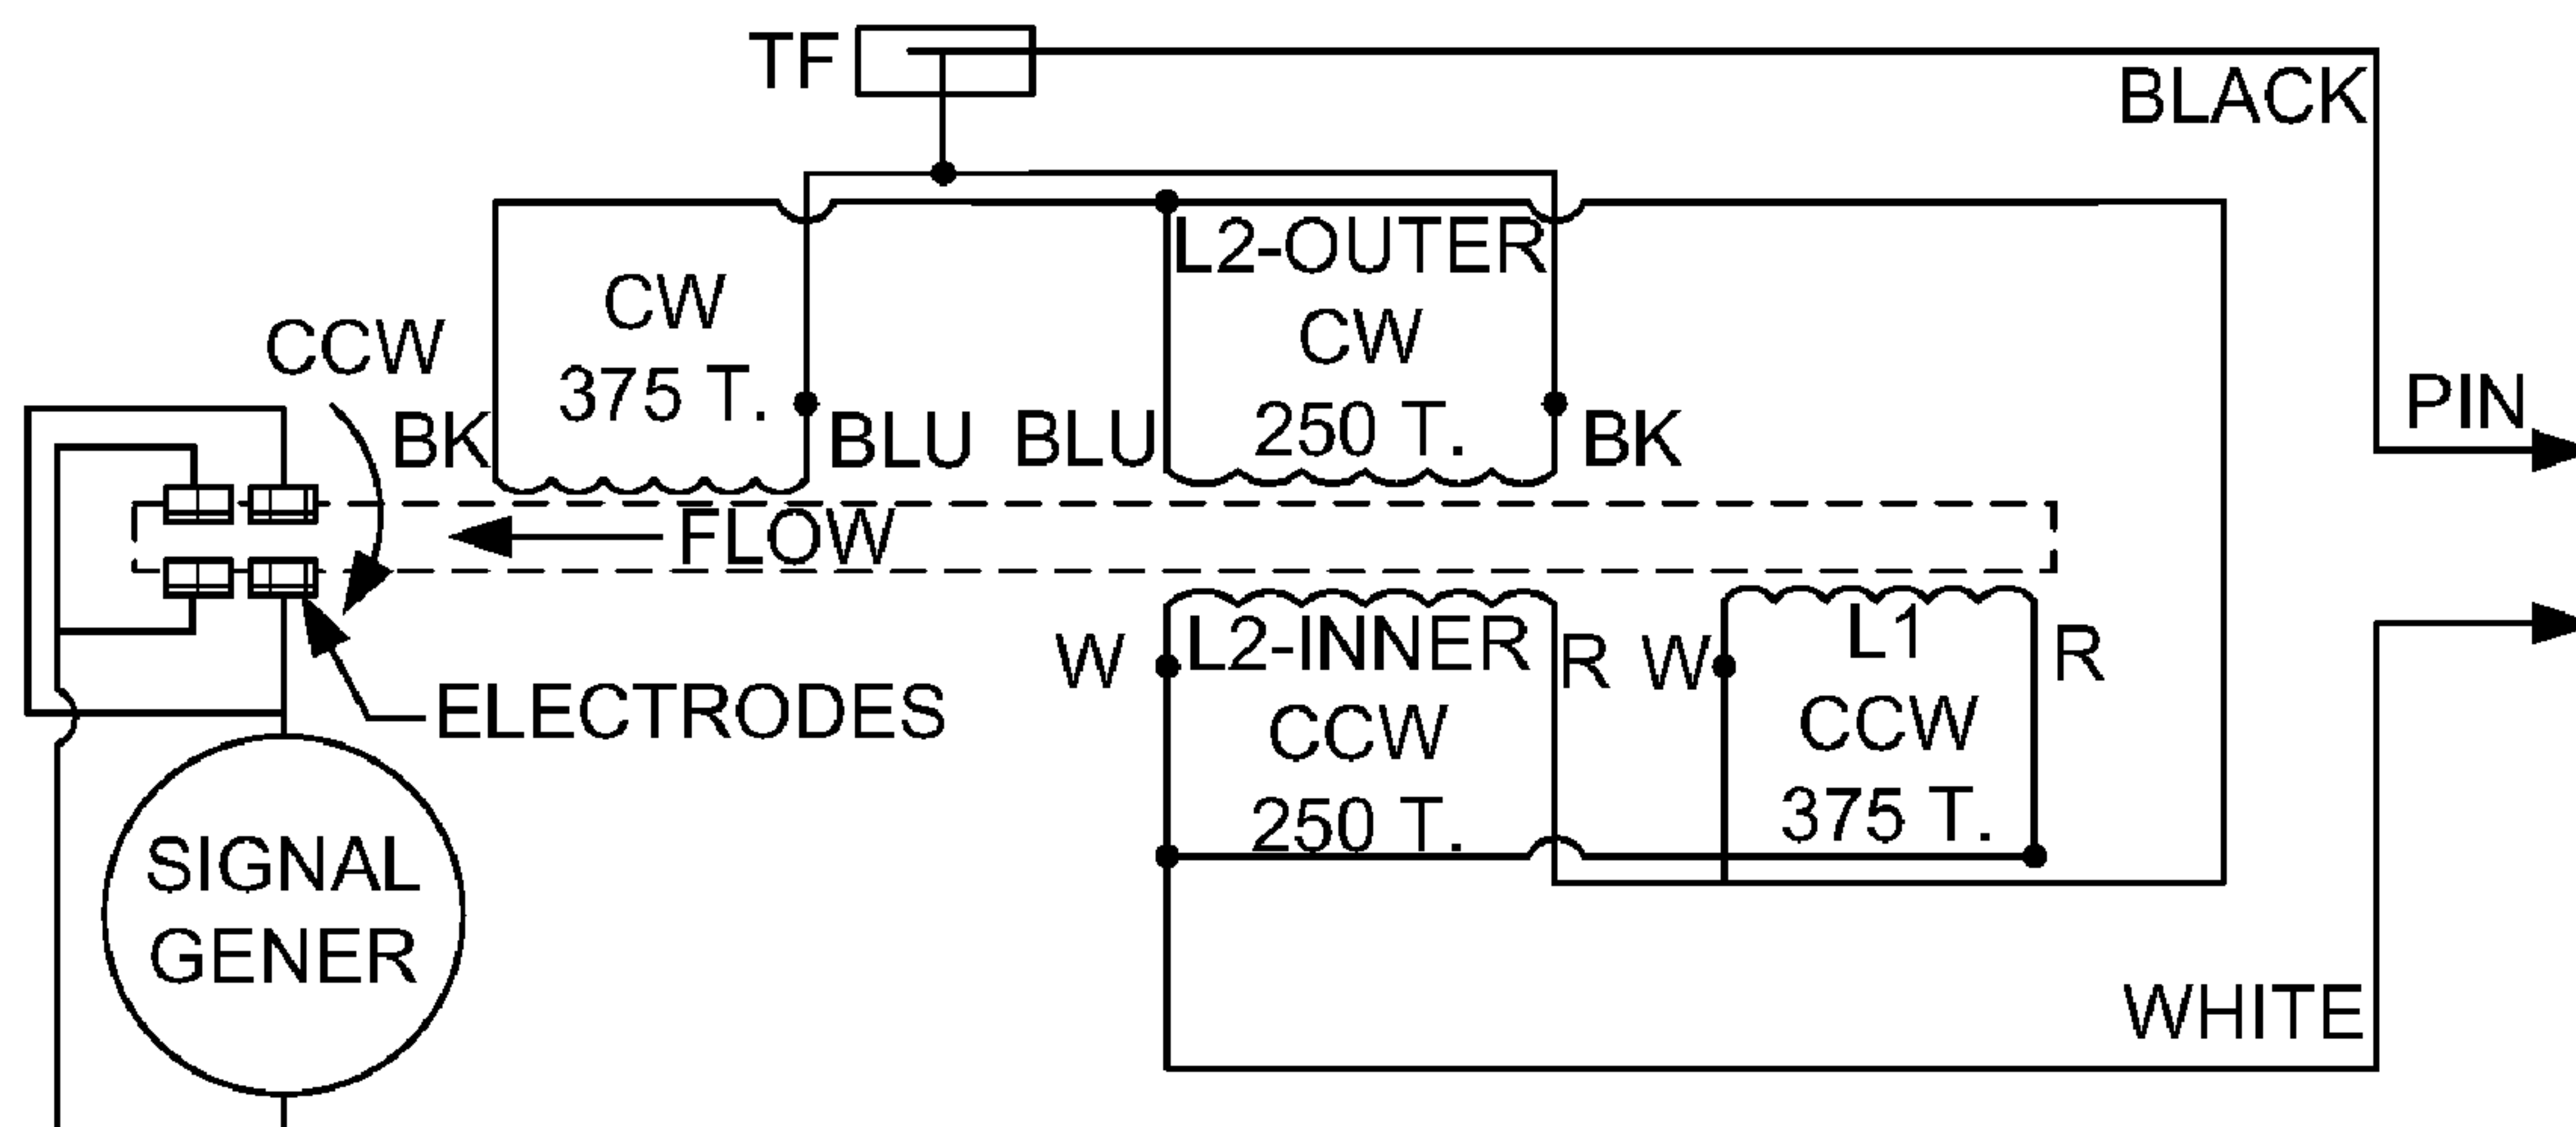 TF
BLACK
L2-OUTER
CW
250 T.
CW
375 T.
CCW
BK
BLU
BLU
BK
PIN
FLOW
W
L2-INNER
CCW
250 T.
R
W
L1
CCW
375 T.
R
ELECTRODES
SIGNAL
GENER
WHITE